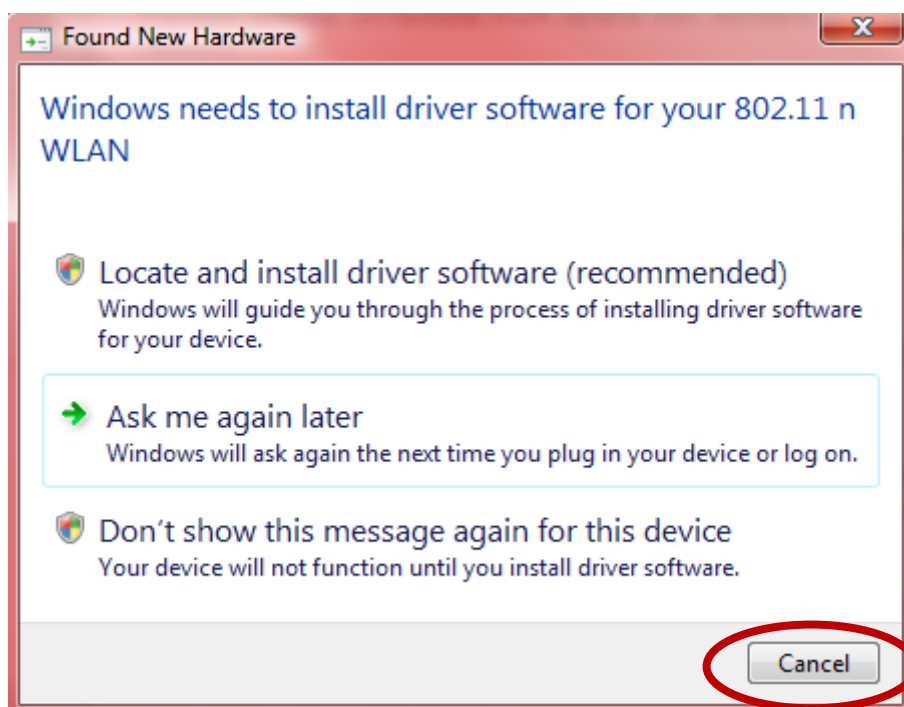 Found New Hardware
Windows needs to install driver software for your 802.11 n
WLAN
Locate and install driver software (recommended)
Windows will guide you through the process of installing driver software
for your device.
Ask me again later
Windows will ask again the next time you plug in your device or log on.
Don't show this message again for this device
Your device will not function until you install driver software.
Cancel